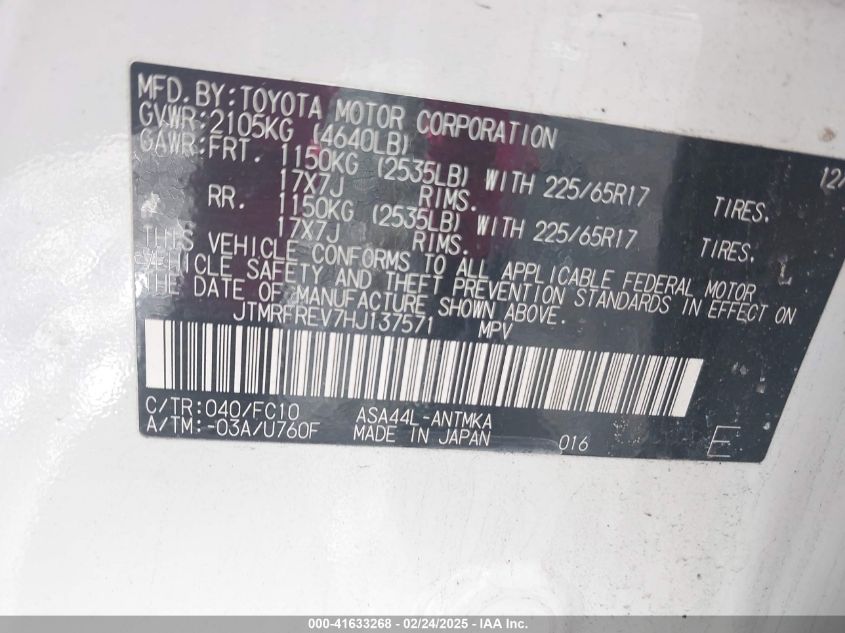 MFD. BY: TOYOTA MOTOR CORPORATION 12/
GVWR: 2105KG (4640LB)
GAWR: FRT. 1150KG (2535LB) WITH 225/65R17 TIRES.
17X7J RIMS.
RR. 1150KG (2535LB) WITH 225/65R17 TIRES.
17X7J RIMS.
THIS VEHICLE CONFORMS TO ALL APPLICABLE FEDERAL MOTOR
VEHICLE SAFETY AND THEFT PREVENTION STANDARDS IN EFFECT ON
THE DATE OF MANUFACTURE SHOWN ABOVE.
JTMRFREV7HJ137571 MPV
C/TR: 040/FC10 ASA44L-ANTMKA
A/TM: -03A/U760F MADE IN JAPAN 016 E
000-41633268 - 02/24/2025 - IAA Inc.